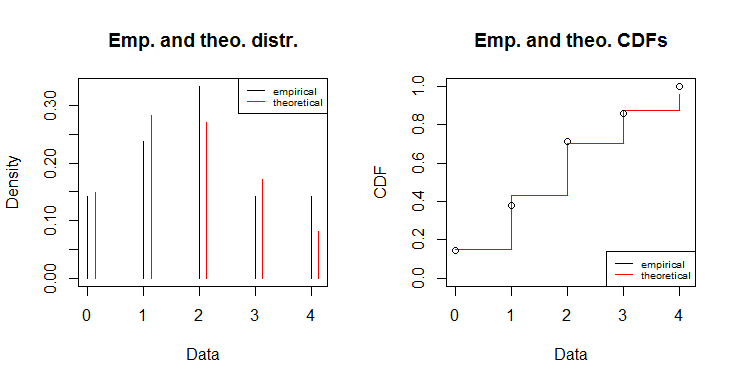 Emp. and theo. distr.
Density
0.00 0.10 0.20 0.30
empirical
theoretical
0 1 2 3 4
Data
Emp. and theo. CDFs
CDF
0.0 0.2 0.4 0.6 0.8 1.0
empirical
theoretical
0 1 2 3 4
Data